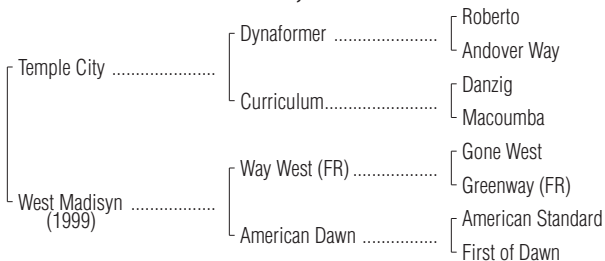 Roberto
Dynaformer ....................
Andover Way
Temple City ....................
Danzig
Curriculum......................
Macoumba
Gone West
Way West (FR) .................
Greenway (FR)
West Madisyn ................
(1999)
American Standard
American Dawn ...............
First of Dawn